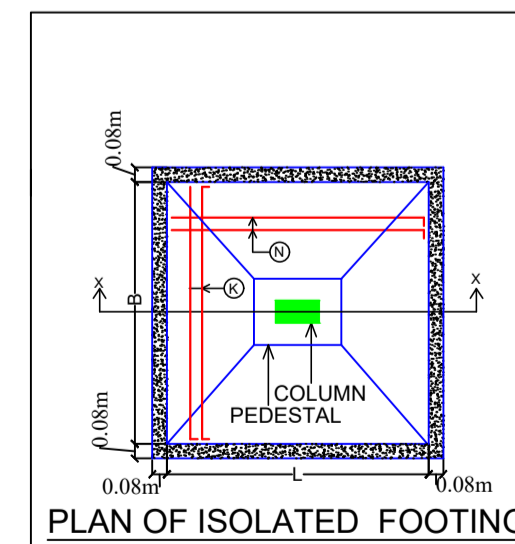 0.08m
N
K
X
X
B
COLUMN
PEDESTAL
0.08m
L
0.08m
0.08m
PLAN OF ISOLATED FOOTING